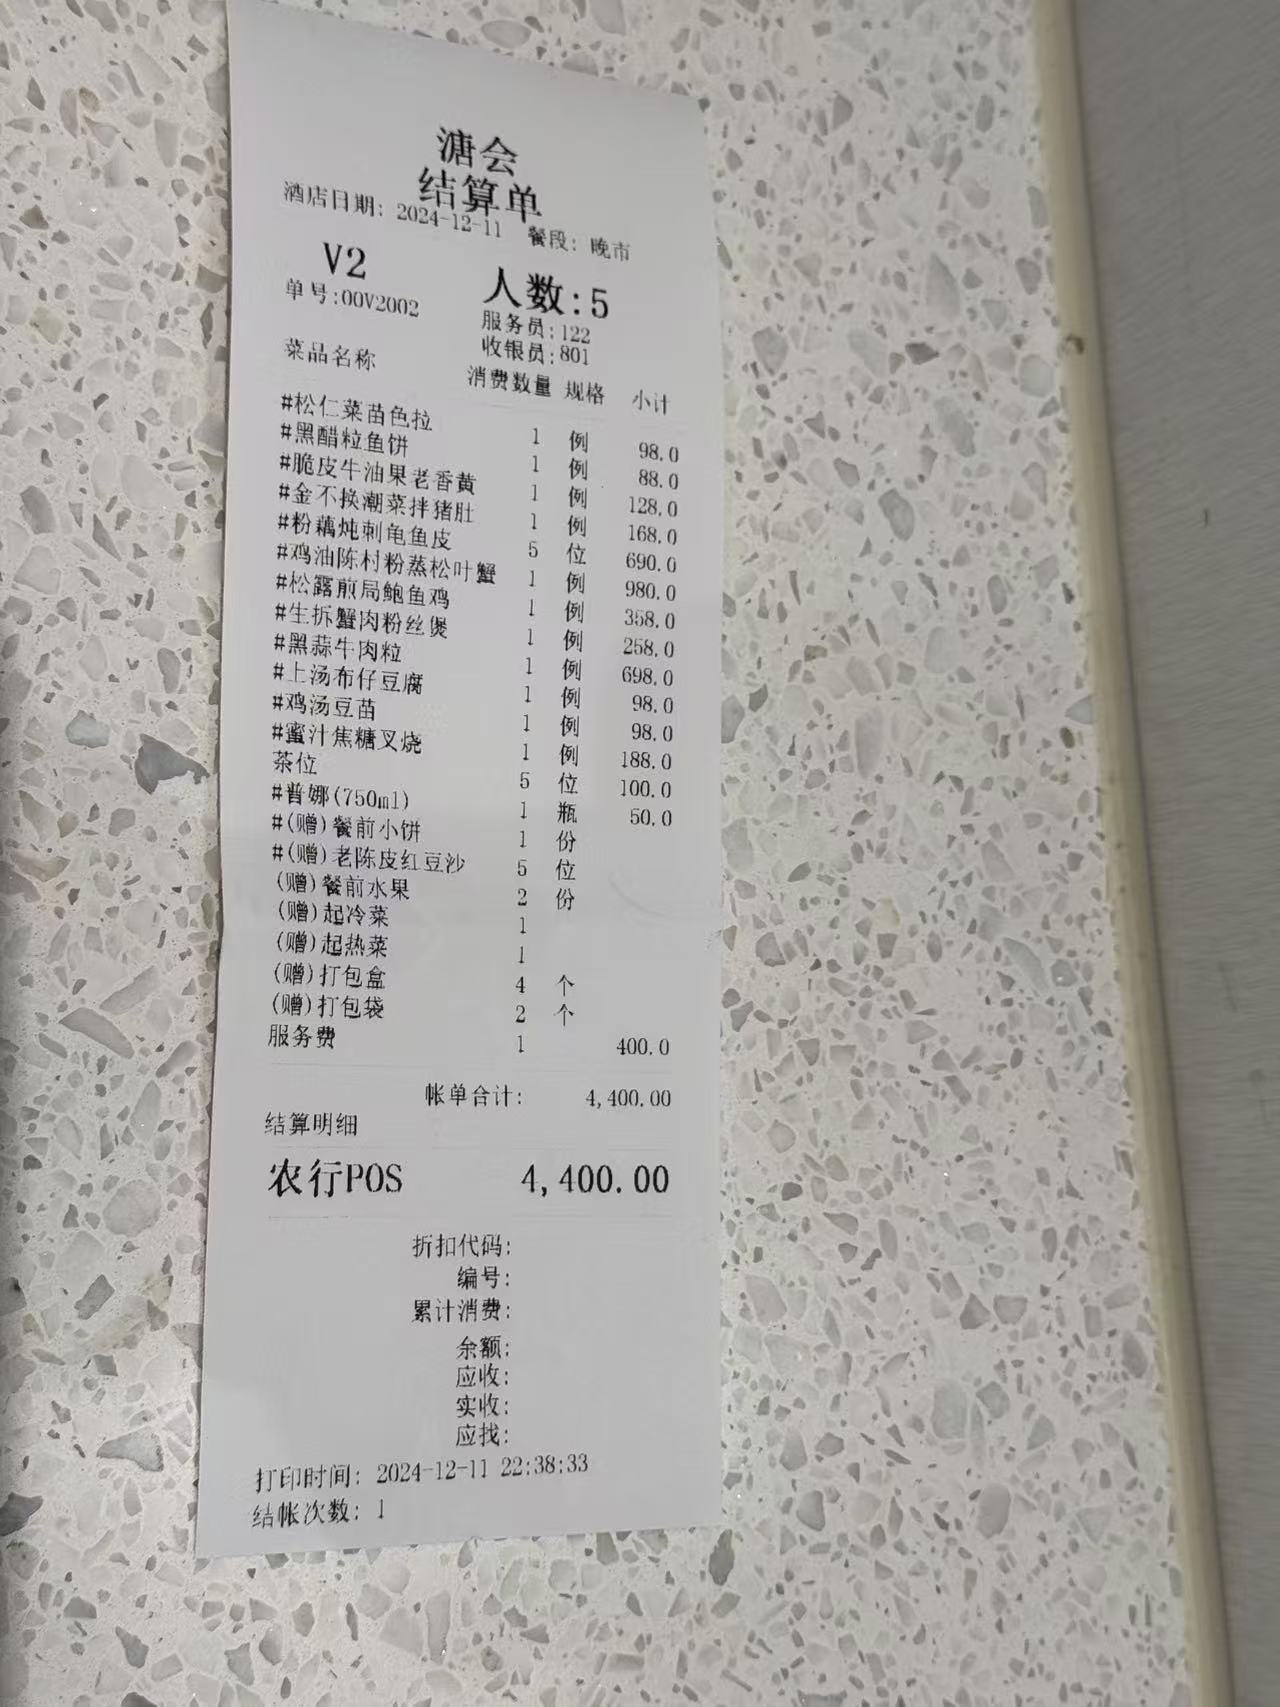 溏会
结算单
酒店日期: 2024-12-11 餐段: 晚市
V2 人数:5
单号:00V2002 服务员:122
收银员:801
菜品名称 消费数量 规格 小计
#松仁菜苗色拉 1 例 98.0
#黑醋粒鱼饼 1 例 88.0
#脆皮牛油果老香黄 1 例 128.0
#金不换潮菜拌猪肚 1 例 168.0
#粉藕炖刺龟鱼皮 5 位 690.0
#鸡油陈村粉蒸松叶蟹 1 例 980.0
#松露煎局鲍鱼鸡 1 例 358.0
#生拆蟹肉粉丝煲 1 例 258.0
#黑蒜牛肉粒 1 例 698.0
#上汤布仔豆腐 1 例 98.0
#鸡汤豆苗 1 例 98.0
#蜜汁焦糖叉烧 1 例 188.0
茶位 5 位 100.0
#普娜(750ml) 1 瓶 50.0
#(赠)餐前小饼 1 份
#(赠)老陈皮红豆沙 5 位
(赠)餐前水果 2 份
(赠)起冷菜 1
(赠)起热菜 1
(赠)打包盒 4 个
(赠)打包袋 2 个
服务费 1 400.0
帐单合计: 4,400.00
结算明细
农行POS 4,400.00
折扣代码:
编号:
累计消费:
余额:
应收:
实收:
应找:
打印时间: 2024-12-11 22:38:33
结帐次数: 1